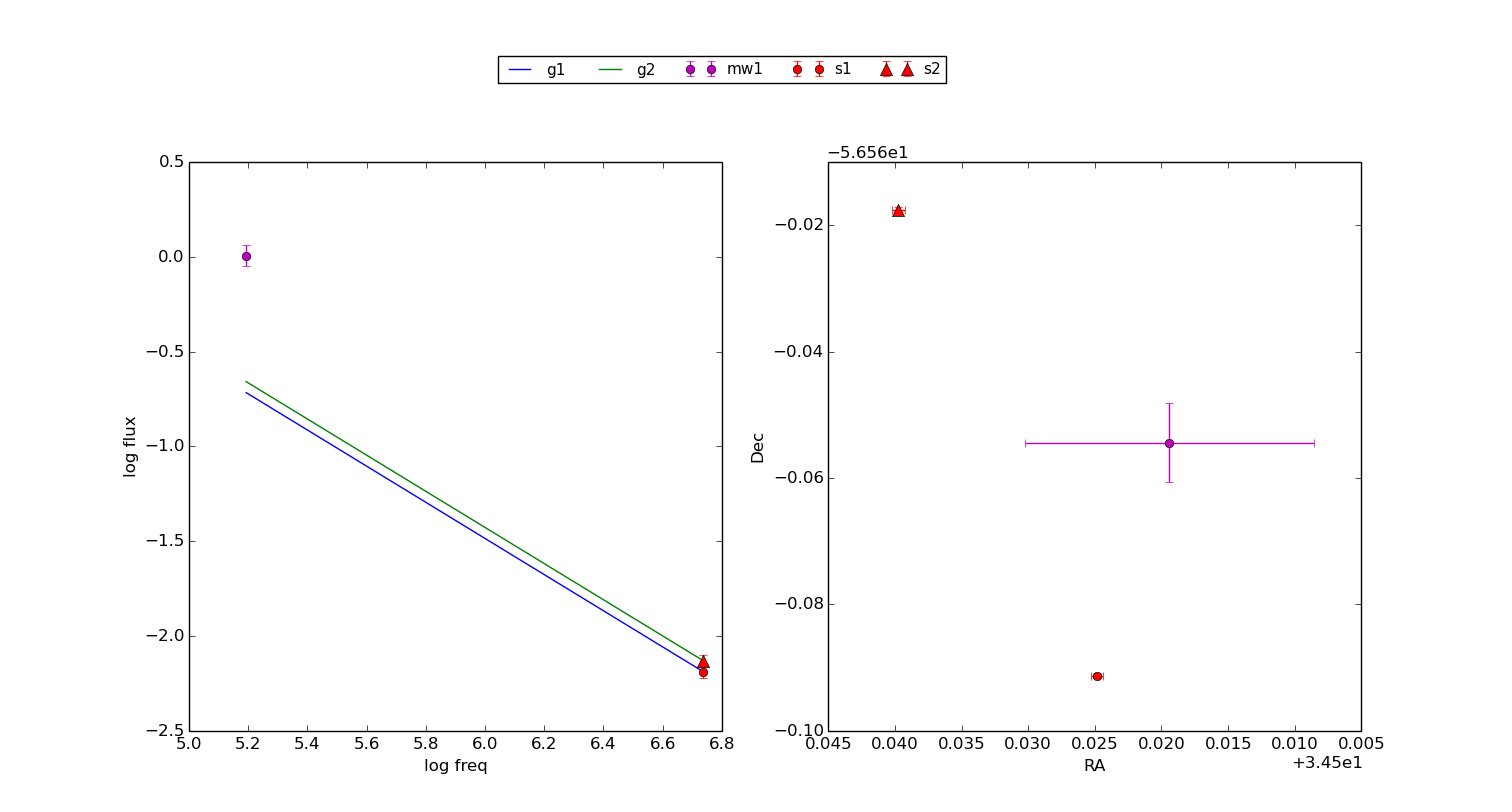 g1 g2 mw1 s1 s2
0.5
0.0
−0.5
−1.0
−1.5
−2.0
−2.5
log flux
5.0 5.2 5.4 5.6 5.8 6.0 6.2 6.4 6.6 6.8
log freq
−5.656e1
−0.02
−0.04
−0.06
−0.08
−0.10
Dec
0.045 0.040 0.035 0.030 0.025 0.020 0.015 0.010 0.005
RA
+3.45e1